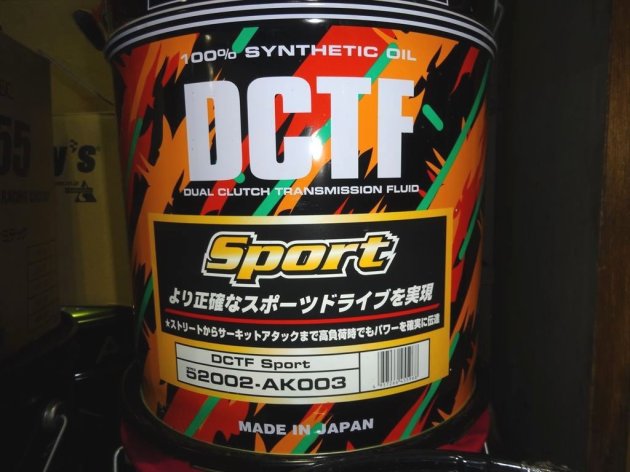 100% SYNTHETIC OIL
DCTF
DUAL CLUTCH TRANSMISSION FLUID
Sport
より正確なスポーツドライブを実現
★ストリートからサーキットアタックまで高負荷時でもパワーを確実に伝達
DCTF Sport
52002-AK003
MADE IN JAPAN
55
y's